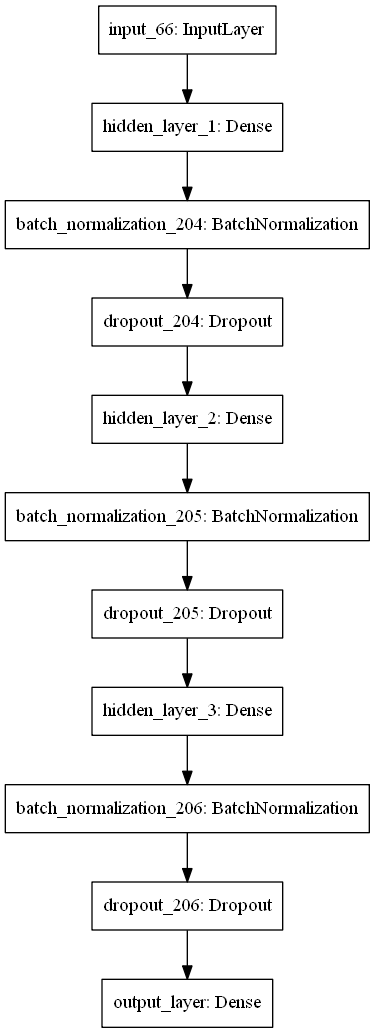 input_66: InputLayer
hidden_layer_1: Dense
batch_normalization_204: BatchNormalization
dropout_204: Dropout
hidden_layer_2: Dense
batch_normalization_205: BatchNormalization
dropout_205: Dropout
hidden_layer_3: Dense
batch_normalization_206: BatchNormalization
dropout_206: Dropout
output_layer: Dense